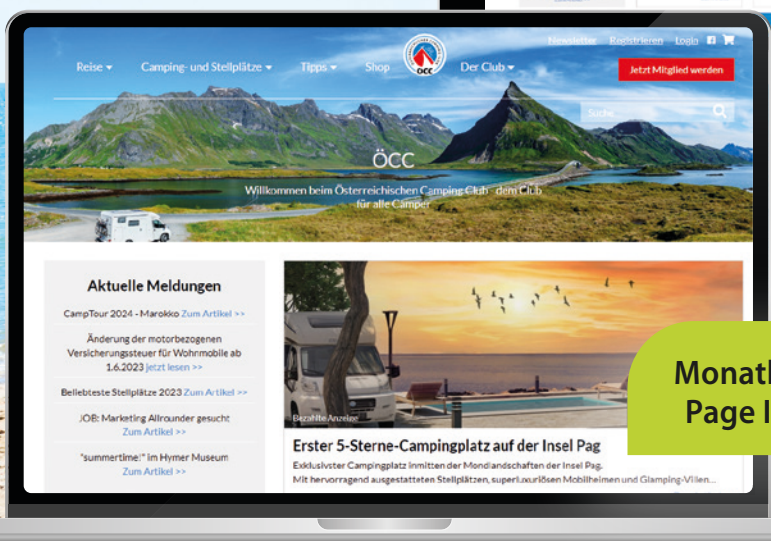 Newsletter Registrieren Login
Reise Camping- und Stellplätze Tipps Shop ÖCC Der Club
Jetzt Mitglied werden
Suche...
ÖCC
Willkommen beim Österreichischen Camping Club - dem Club
für alle Camper
Aktuelle Meldungen
CampTour 2024 - Marokko Zum Artikel >>
Änderung der motorbezogenen
Versicherungssteuer für Wohnmobile ab
1.6.2023 jetzt lesen >>
Beliebteste Stellplätze 2023 Zum Artikel >>
JOB: Marketing Allrounder gesucht
Zum Artikel >>
"summertime!" im Hymer Museum
Zum Artikel >>
Bezahlte Anzeige
Erster 5-Sterne-Campingplatz auf der Insel Pag
Exklusivster Campingplatz inmitten der Mondlandschaften der Insel Pag.
Mit hervorragend ausgestatteten Stellplätzen, superluxuriösen Mobilheimen und Glamping-Villen...
Monatl
Page I